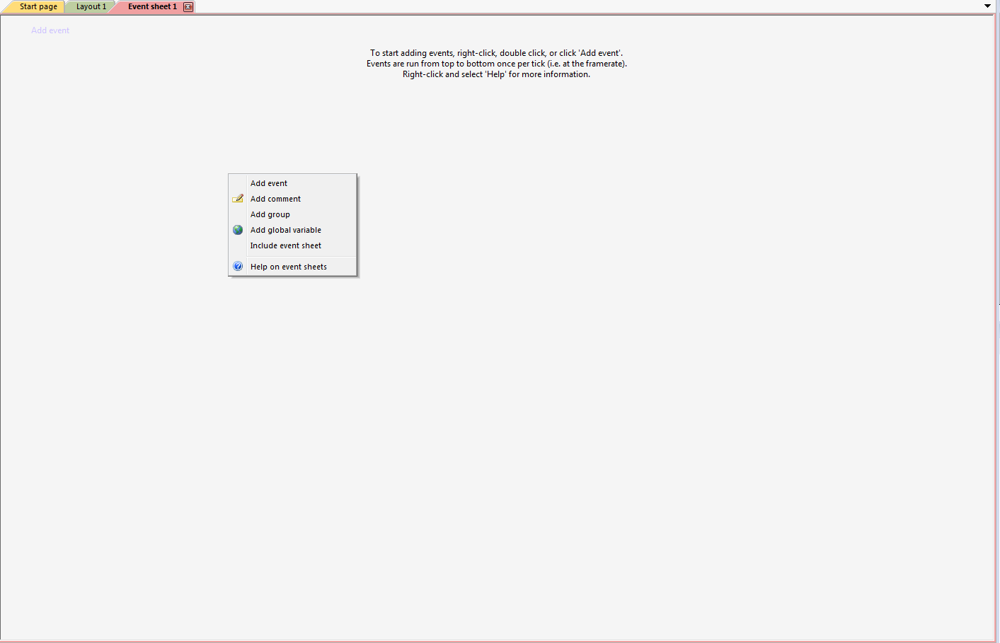 Start page
Layout 1
Event sheet 1
Add event
To start adding events, right-click, double click, or click 'Add event'.
Events are run from top to bottom once per tick (i.e. at the framerate).
Right-click and select 'Help' for more information.
Add event
Add comment
Add group
Add global variable
Include event sheet
Help on event sheets